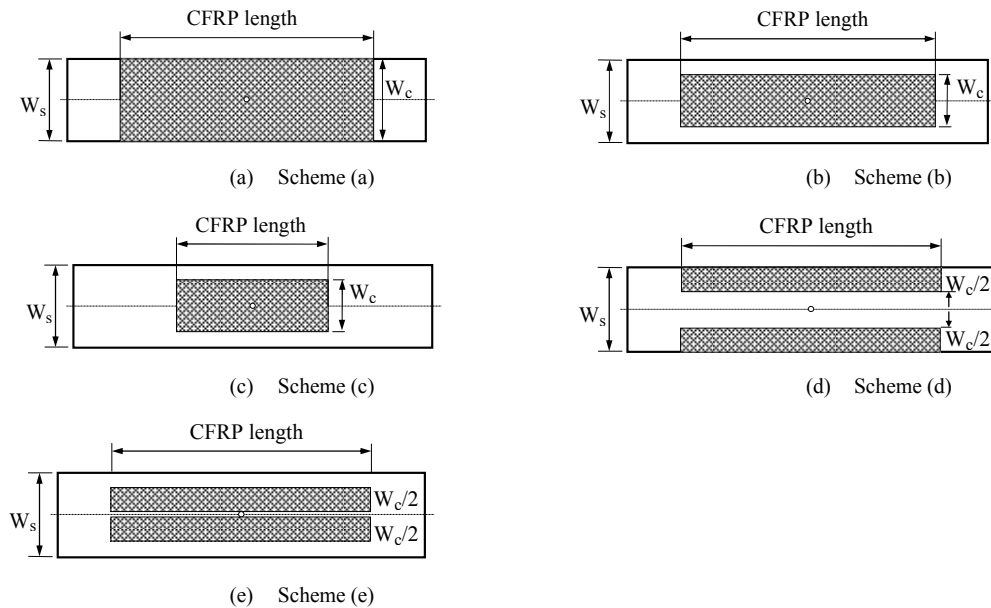 CFRP length
W_s
W_c
(a) Scheme (a)
CFRP length
W_s
W_c
(b) Scheme (b)
CFRP length
W_s
W_c
(c) Scheme (c)
CFRP length
W_s
W_c/2
W_c/2
(d) Scheme (d)
CFRP length
W_s
W_c/2
W_c/2
(e) Scheme (e)